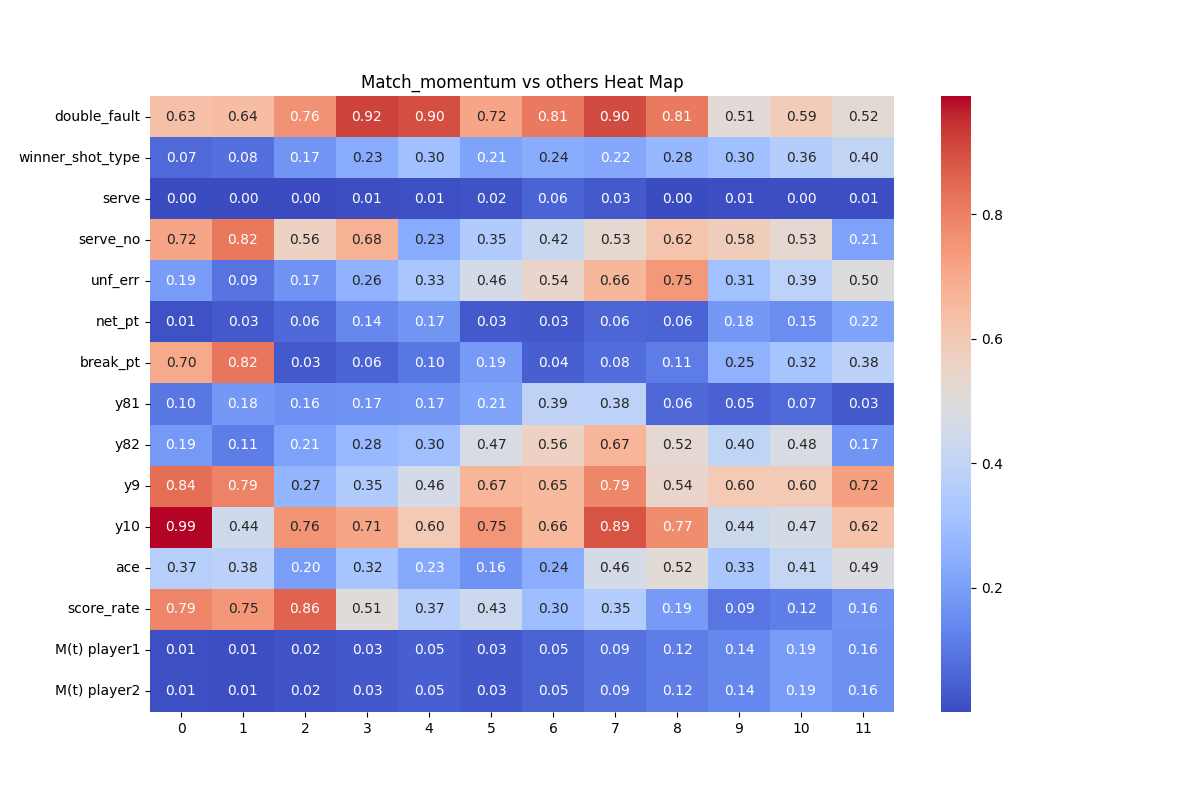 Match_momentum vs others Heat Map
double_fault 0.63 0.64 0.76 0.92 0.90 0.72 0.81 0.90 0.81 0.51 0.59 0.52
winner_shot_type 0.07 0.08 0.17 0.23 0.30 0.21 0.24 0.22 0.28 0.30 0.36 0.40
serve 0.00 0.00 0.00 0.01 0.01 0.02 0.06 0.03 0.00 0.01 0.00 0.01
0.8
serve_no 0.72 0.82 0.56 0.68 0.23 0.35 0.42 0.53 0.62 0.58 0.53 0.21
unf_err 0.19 0.09 0.17 0.26 0.33 0.46 0.54 0.66 0.75 0.31 0.39 0.50
net_pt 0.01 0.03 0.06 0.14 0.17 0.03 0.03 0.06 0.06 0.18 0.15 0.22
0.6
break_pt 0.70 0.82 0.03 0.06 0.10 0.19 0.04 0.08 0.11 0.25 0.32 0.38
y81 0.10 0.18 0.16 0.17 0.17 0.21 0.39 0.38 0.06 0.05 0.07 0.03
y82 0.19 0.11 0.21 0.28 0.30 0.47 0.56 0.67 0.52 0.40 0.48 0.17
0.4
y9 0.84 0.79 0.27 0.35 0.46 0.67 0.65 0.79 0.54 0.60 0.60 0.72
y10 0.99 0.44 0.76 0.71 0.60 0.75 0.66 0.89 0.77 0.44 0.47 0.62
ace 0.37 0.38 0.20 0.32 0.23 0.16 0.24 0.46 0.52 0.33 0.41 0.49
0.2
score_rate 0.79 0.75 0.86 0.51 0.37 0.43 0.30 0.35 0.19 0.09 0.12 0.16
M(t) player1 0.01 0.01 0.02 0.03 0.05 0.03 0.05 0.09 0.12 0.14 0.19 0.16
M(t) player2 0.01 0.01 0.02 0.03 0.05 0.03 0.05 0.09 0.12 0.14 0.19 0.16
0 1 2 3 4 5 6 7 8 9 10 11